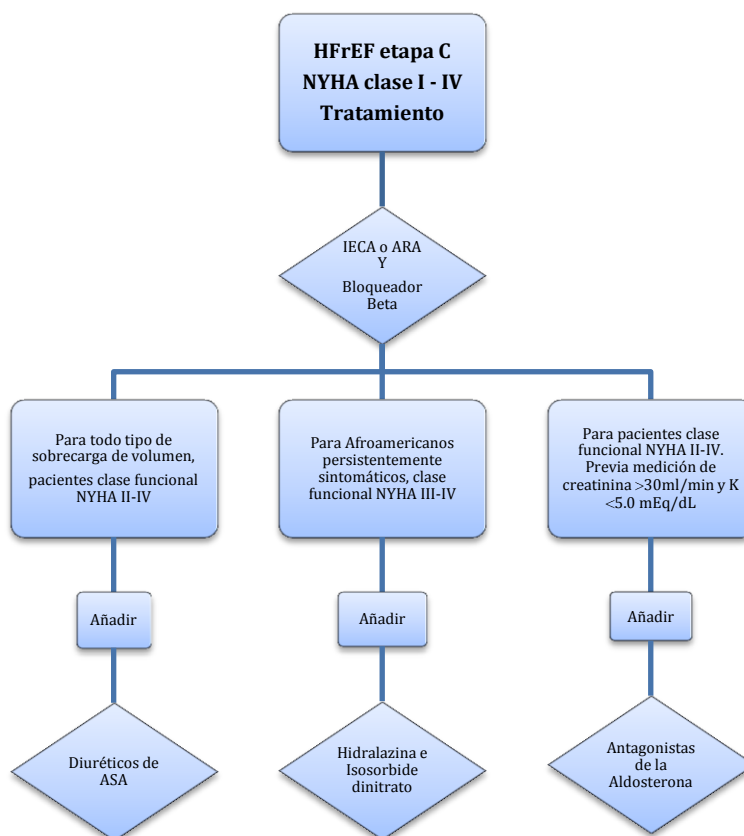 HFrEF etapa C
NYHA clase I - IV
Tratamiento
IECA o ARA
Y
Bloqueador
Beta
Para todo tipo de
sobrecarga de volumen,
pacientes clase funcional
NYHA II-IV
Para Afroamericanos
persistentemente
sintomáticos, clase
funcional NYHA III-IV
Para pacientes clase
funcional NYHA II-IV.
Previa medición de
creatinina >30ml/min y K
<5.0 mEq/dL
Añadir
Añadir
Añadir
Diuréticos de
ASA
Hidralazina e
Isosorbide
dinitrato
Antagonistas
de la
Aldosterona